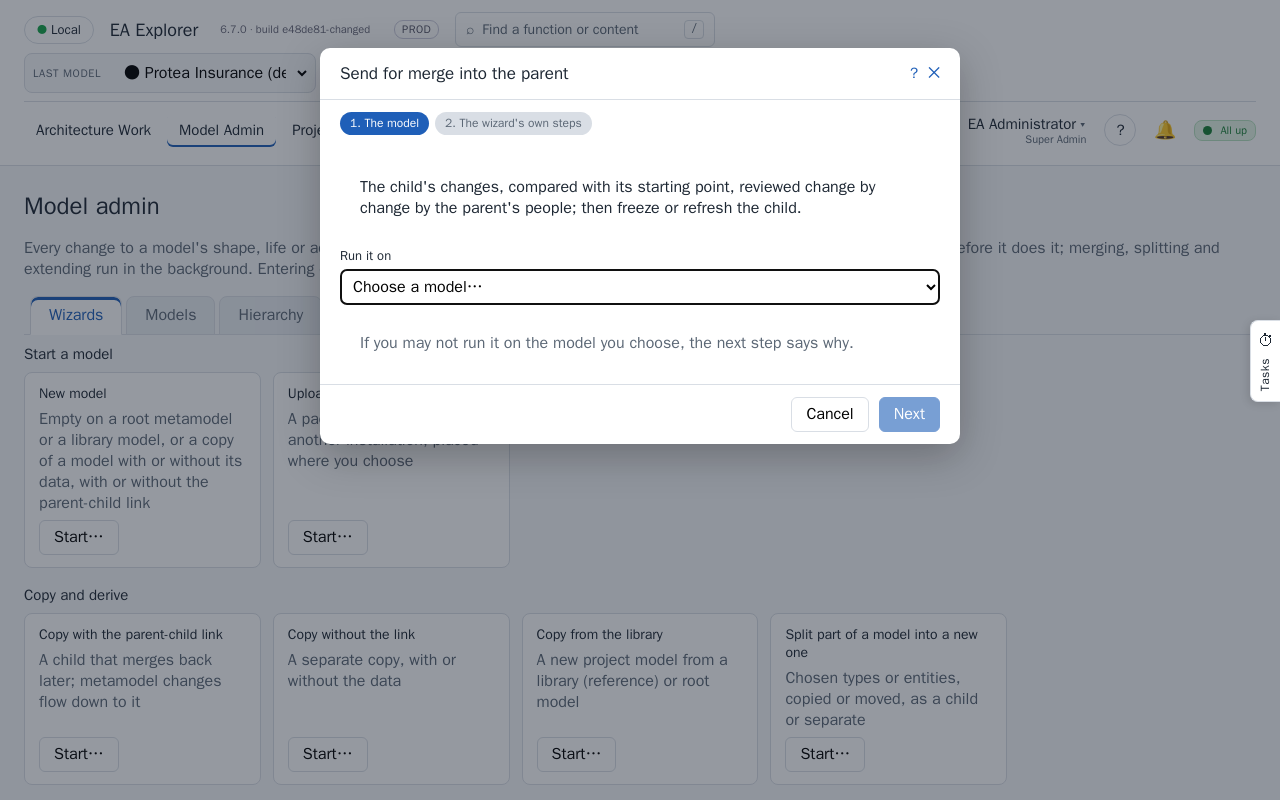 Local
EA Explorer
6.7.0 · build e48de81-changed
PROD
Find a function or content
/
LAST MODEL
Protea Insurance (de
Architecture Work
Model Admin
Proje
EA Administrator
Super Admin
?
All up
Send for merge into the parent
?
1. The model
2. The wizard's own steps
The child's changes, compared with its starting point, reviewed change by
change by the parent's people; then freeze or refresh the child.
Run it on
Choose a model⋯
If you may not run it on the model you choose, the next step says why.
Cancel
Next
Model admin
Every change to a model's shape, life or a
efore it does it; merging, splitting and
extending run in the background. Entering
Wizards
Models
Hierarchy
Start a model
New model
Empty on a root metamodel
or a library model, or a copy
of a model with or without its
data, with or without the
parent-child link
Start⋯
Uploa
A pa
another installation, placed
where you choose
Start⋯
Copy and derive
Copy with the parent-child link
A child that merges back
later; metamodel changes
flow down to it
Start⋯
Copy without the link
A separate copy, with or
without the data
Start⋯
Copy from the library
A new project model from a
library (reference) or root
model
Start⋯
Split part of a model into a new
one
Chosen types or entities,
copied or moved, as a child
or separate
Start⋯
Tasks